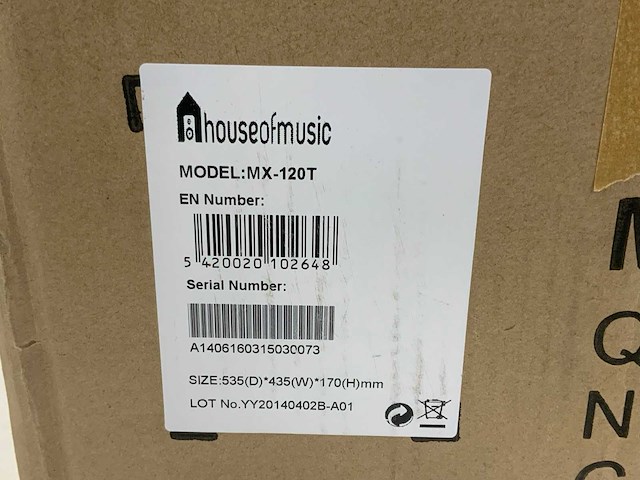 houseofmusic
MODEL:MX-120T
EN Number:
5 420020 102648
Serial Number:
A1406160315030073
SIZE:535(D)*435(W)*170(H)mm
LOT No.YY20140402B-A01
M
Q
N